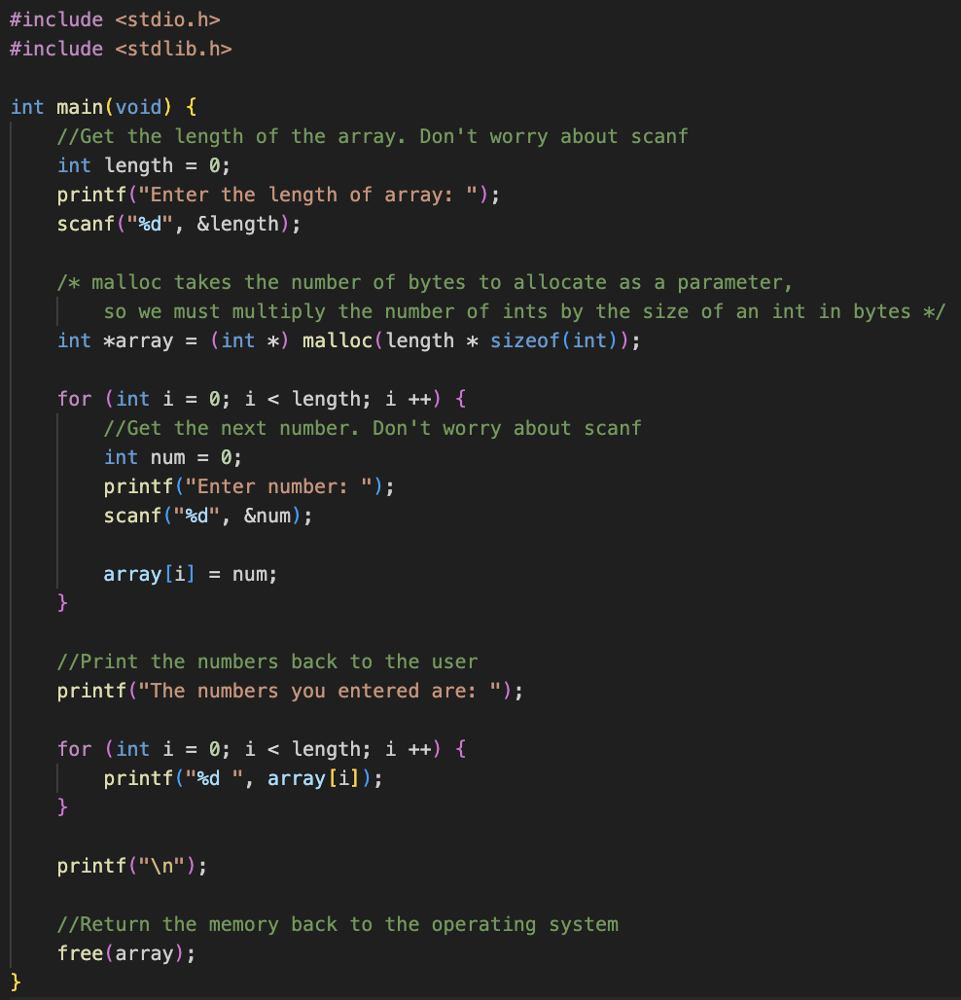 #include <stdio.h>
#include <stdlib.h>
int main(void) {
//Get the length of the array. Don't worry about scanf
int length = 0;
printf("Enter the length of array: ");
scanf("%d", &length);
/* malloc takes the number of bytes to allocate as a parameter,
so we must multiply the number of ints by the size of an int in bytes */
int *array = (int *) malloc(length * sizeof(int));
for (int i = 0; i < length; i ++) {
//Get the next number. Don't worry about scanf
int num = 0;
printf("Enter number: ");
scanf("%d", &num);
array[i] = num;
}
//Print the numbers back to the user
printf("The numbers you entered are: ");
for (int i = 0; i < length; i ++) {
printf("%d ", array[i]);
}
printf("\n");
//Return the memory back to the operating system
free(array);
}